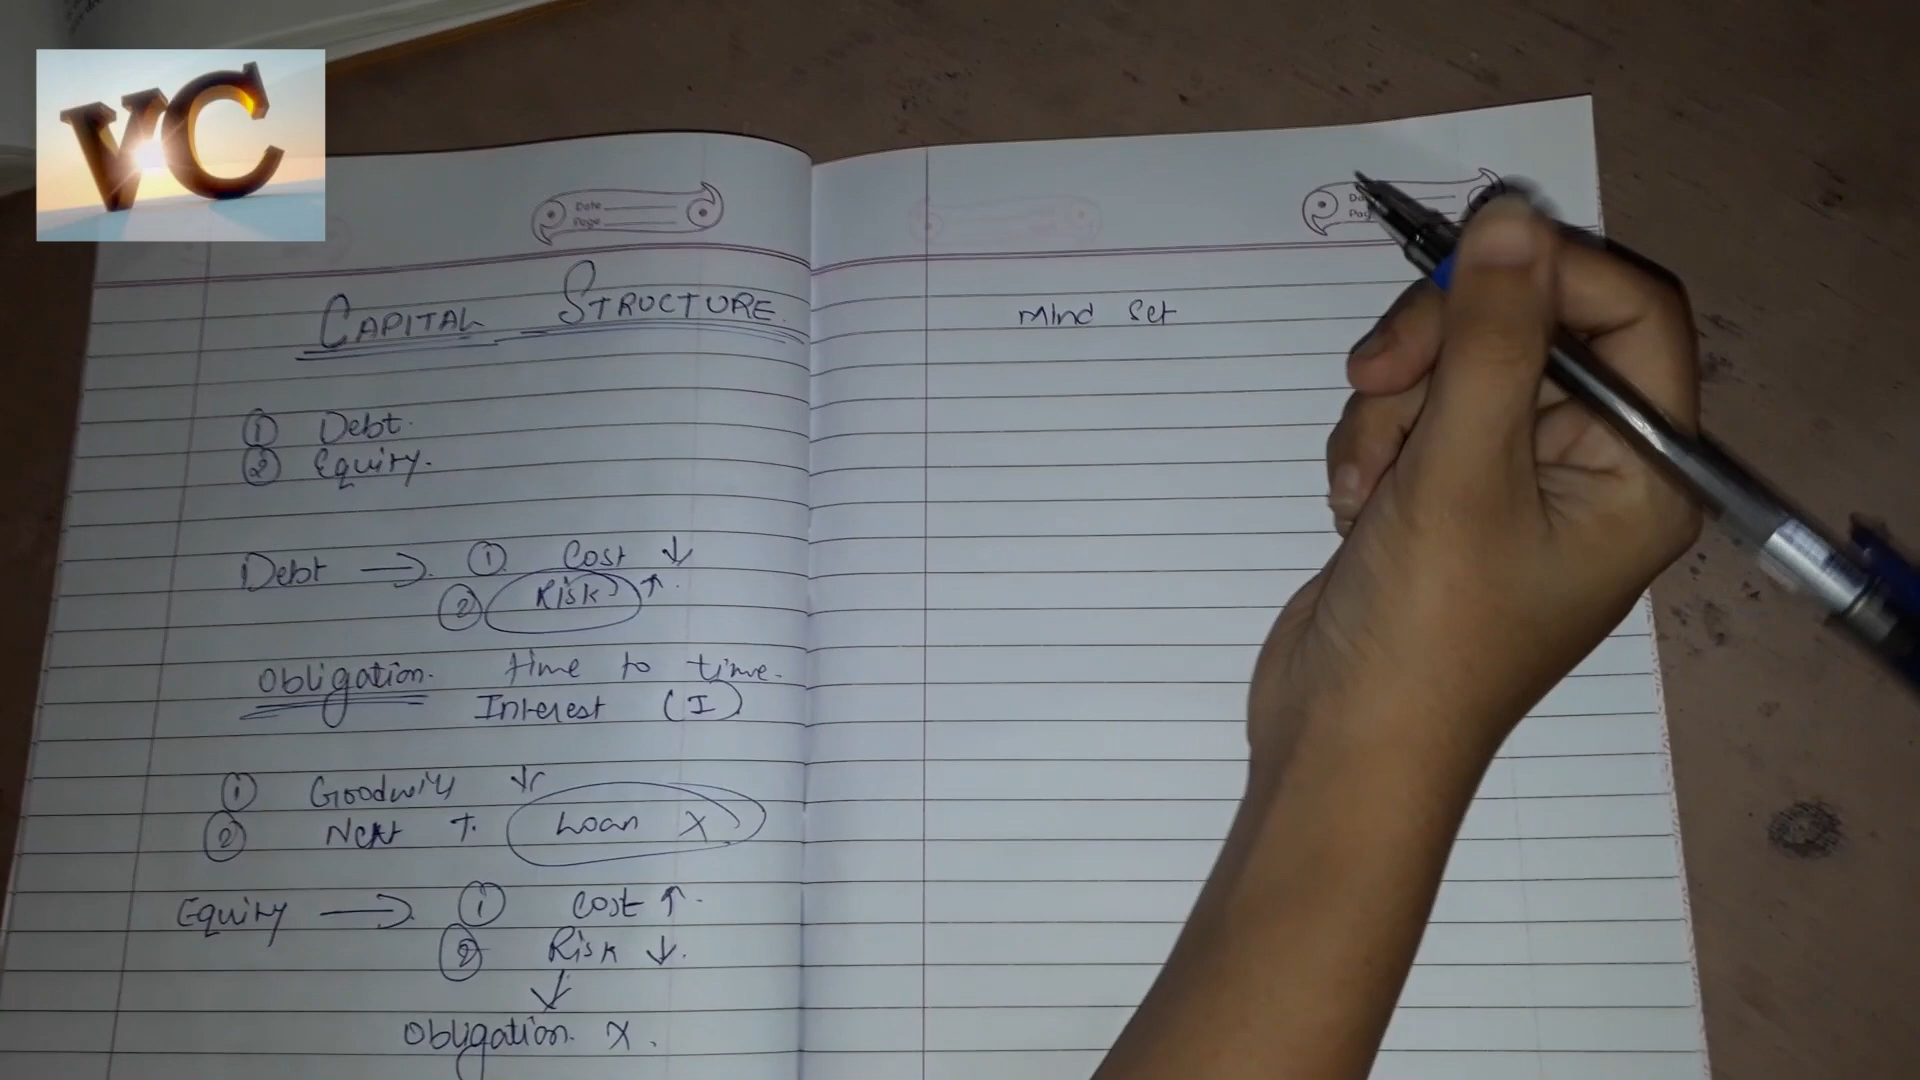 VC
Date
Page
CAPITAL STRUCTURE.
① Debt.
② Equity.
Debt → ① Cost ↓
② Risk ↑.
Obligation. time to time.
Interest (I)
① Goodwill ↓
② Next T. Loan X
Equity → ① Cost ↑.
② Risk ↓.
↓
Obligation. X.
Mind Set